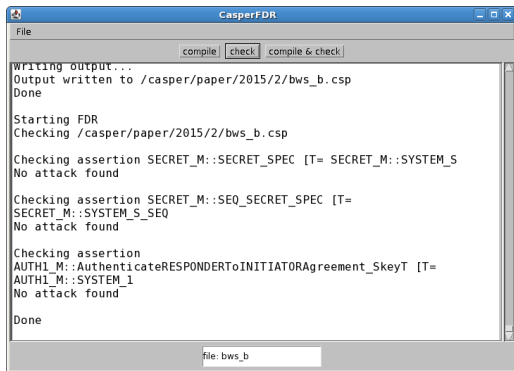 CasperFDR
File
compile check compile & check
Writing output...
Output written to /casper/paper/2015/2/bws_b.csp
Done
Starting FDR
Checking /casper/paper/2015/2/bws_b.csp
Checking assertion SECRET_M::SECRET_SPEC [T= SECRET_M::SYSTEM_S
No attack found
Checking assertion SECRET_M::SEQ_SECRET_SPEC [T=
SECRET_M::SYSTEM_S_SEQ
No attack found
Checking assertion
AUTH1_M::AuthenticateRESPONDERToINITIATORAgreement_SkeyT [T=
AUTH1_M::SYSTEM_1
No attack found
Done
file: bws_b